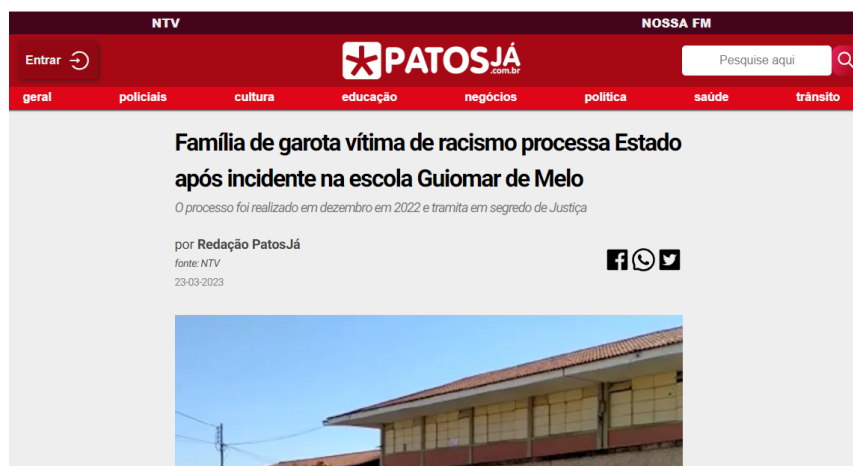 NTV
NOSSA FM
Entrar
PATOSJÁ
.com.br
Pesquise aqui
geral policiais cultura educação negócios política saúde trânsito
Família de garota vítima de racismo processa Estado
após incidente na escola Guiomar de Melo
O processo foi realizado em dezembro em 2022 e tramita em segredo de Justiça
por Redação PatosJá
fonte: NTV
23-03-2023